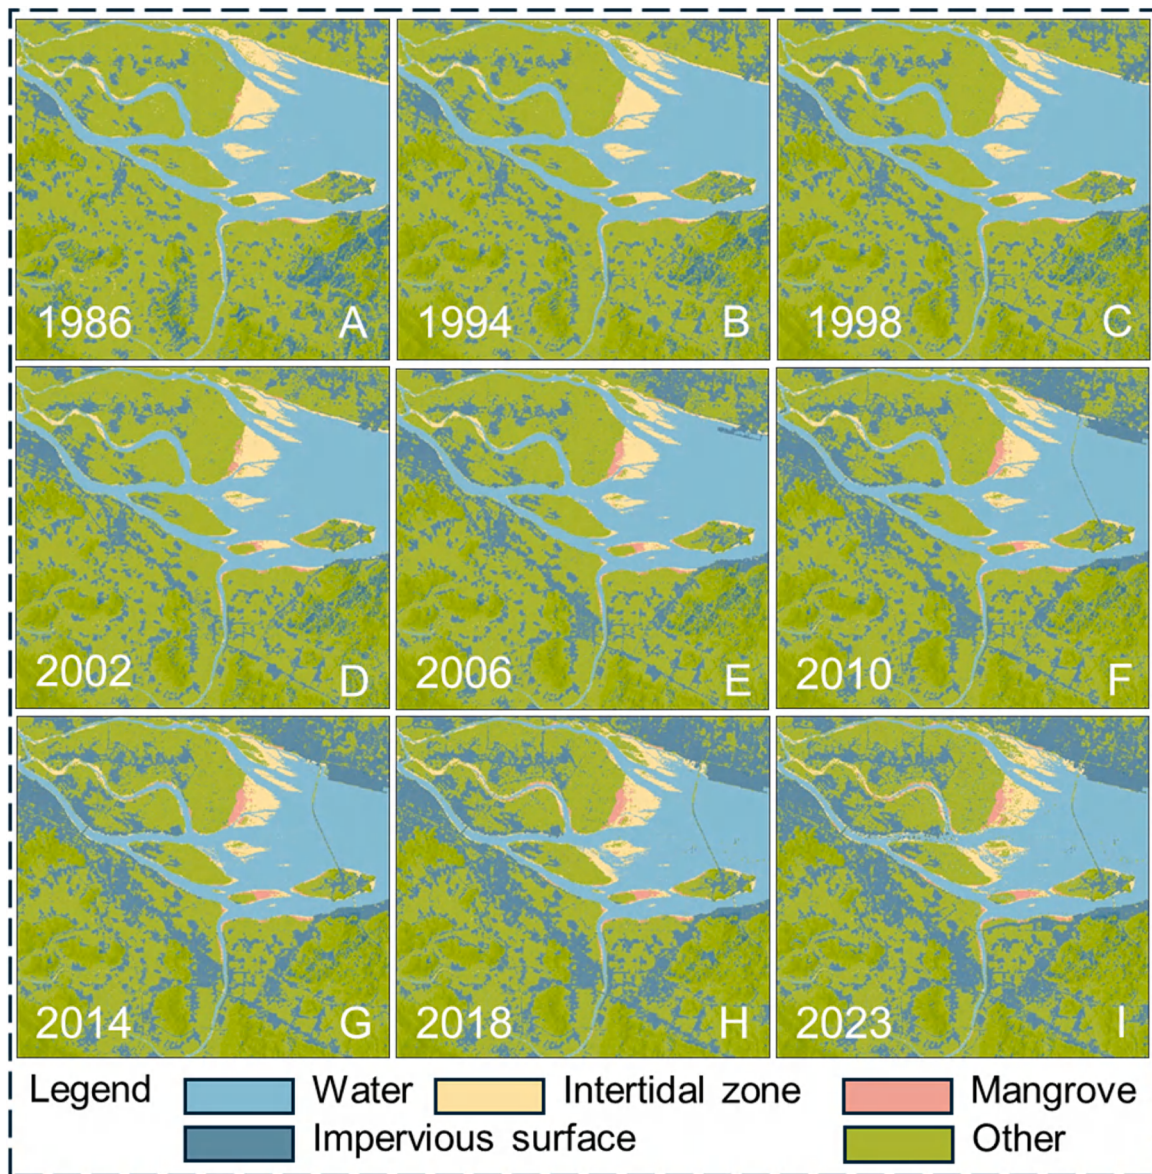 1986 A
1994 B
1998 C
2002 D
2006 E
2010 F
2014 G
2018 H
2023 I
Legend Water Intertidal zone Mangrove
Impervious surface Other